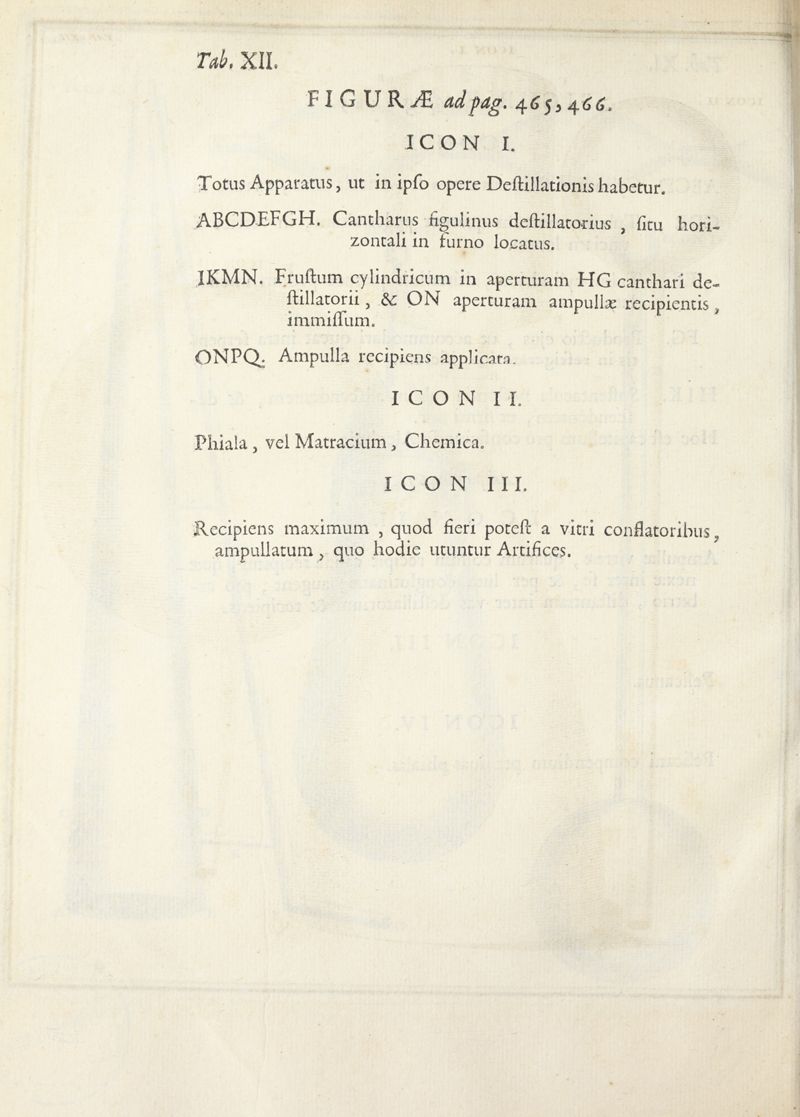 Tab. XII.
FIGURÆ ad pag. 465, 466.
ICON I.
Totus Apparatus, ut in ipſo opere Deſtillationis habetur.
ABCDEFGH. Cantharus figulinus deſtillatorius , ſitu hori-
zontali in furno locatus.
IKMN. Fruſtum cylindricum in aperturam HG canthari de-
ſtillatorii, & ON aperturam ampullæ recipientis,
immiſſum.
ONPQ. Ampulla recipiens applicata.
ICON II.
Phiala, vel Matracium, Chemica.
ICON III.
Recipiens maximum , quod fieri poteſt a vitri conflatoribus,
ampullatum, quo hodie utuntur Artifices.